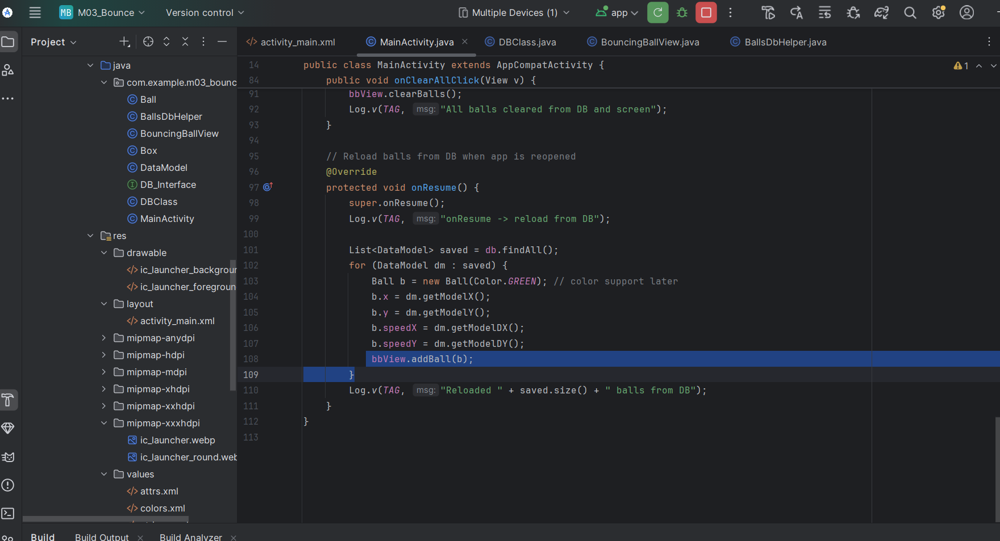 MB M03_Bounce Version control Multiple Devices (1) app
Project
activity_main.xml MainActivity.java DBClass.java BouncingBallView.java BallsDbHelper.java
java
com.example.m03_bounc
Ball
BallsDbHelper
BouncingBallView
Box
DataModel
DB_Interface
DBClass
MainActivity
res
drawable
ic_launcher_backgroun
ic_launcher_foregroun
layout
activity_main.xml
mipmap-anydpi
mipmap-hdpi
mipmap-mdpi
mipmap-xhdpi
mipmap-xxhdpi
mipmap-xxxhdpi
ic_launcher.webp
ic_launcher_round.web
values
attrs.xml
colors.xml
14 public class MainActivity extends AppCompatActivity {
1
84 public void onClearAllClick(View v) {
91 bbView.clearBalls();
92 Log.v(TAG, msg: "All balls cleared from DB and screen");
93 }
94
95 // Reload balls from DB when app is reopened
96 @Override
97 protected void onResume() {
98 super.onResume();
99 Log.v(TAG, msg: "onResume -> reload from DB");
100
101 List<DataModel> saved = db.findAll();
102 for (DataModel dm : saved) {
103 Ball b = new Ball(Color.GREEN); // color support later
104 b.x = dm.getModelX();
105 b.y = dm.getModelY();
106 b.speedX = dm.getModelDX();
107 b.speedY = dm.getModelDY();
108 bbView.addBall(b);
109 }
110 Log.v(TAG, msg: "Reloaded " + saved.size() + " balls from DB");
111 }
112 }
113
Build Build Output Build Analyzer